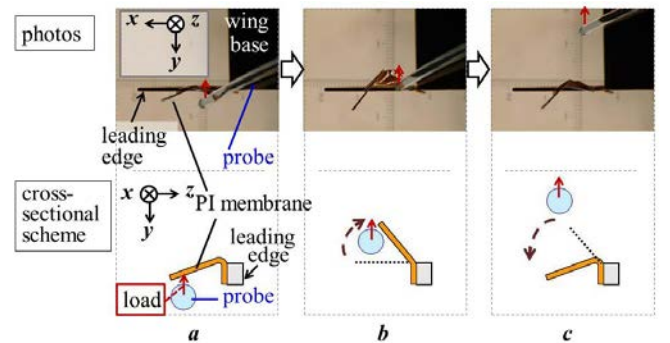 photos
x z
y
wing
base
leading
edge
probe
cross-
sectional
scheme
x z
y
PI membrane
leading
edge
load
probe
a b c